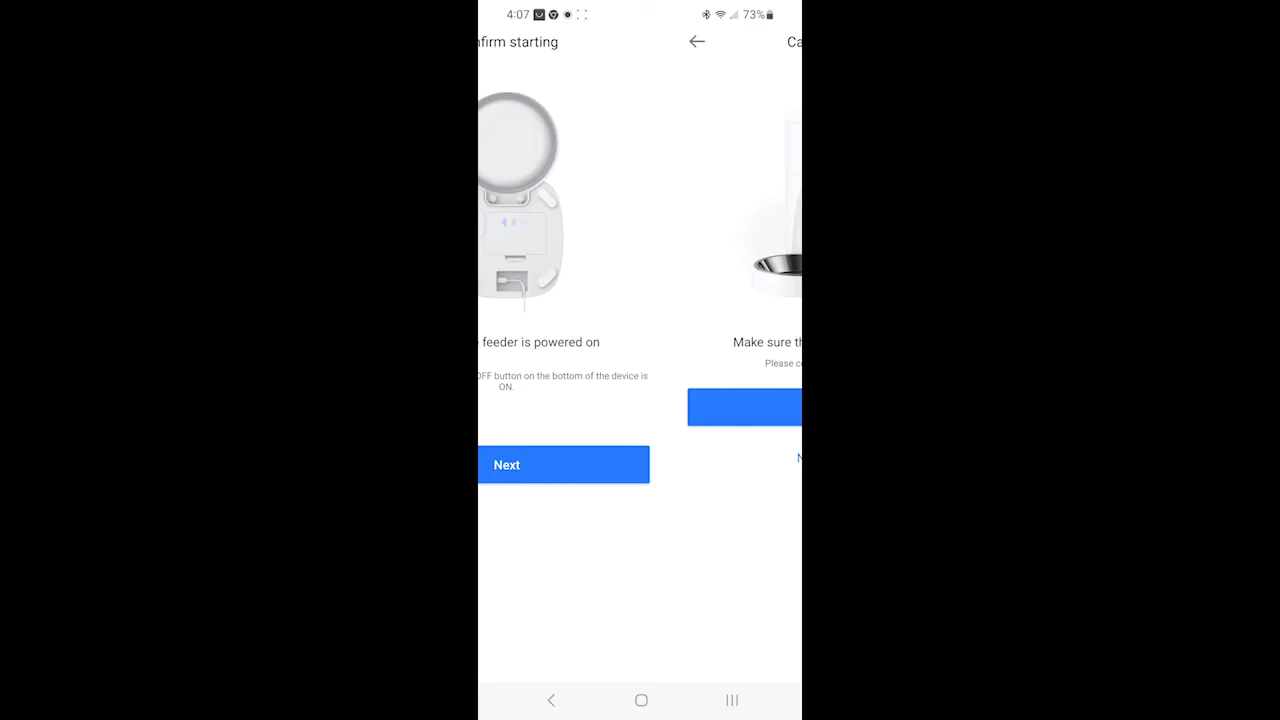 4:07
73%
nfirm starting
Ca
feeder is powered on
OFF button on the bottom of the device is
ON.
Next
Make sure th
Please c
N